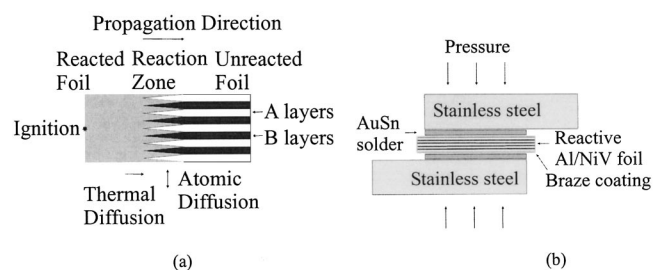 Propagation Direction
Reacted Foil
Reaction Zone
Unreacted Foil
Ignition
A layers
B layers
Thermal Diffusion
Atomic Diffusion
(a)
Pressure
Stainless steel
AuSn solder
Reactive Al/NiV foil
Braze coating
Stainless steel
(b)